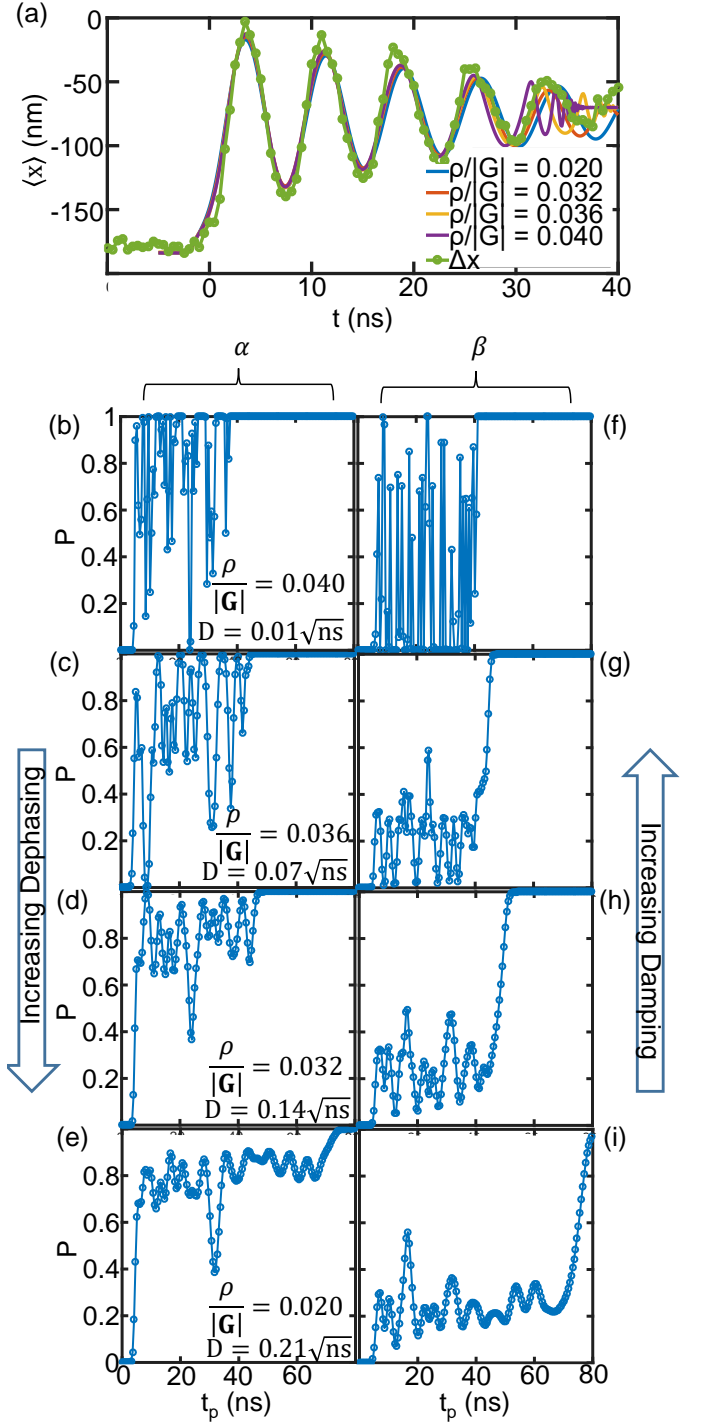 (a)
0
-50
-100
-150
-200
⟨x⟩ (nm)
ρ/|G| = 0.020
ρ/|G| = 0.032
ρ/|G| = 0.036
ρ/|G| = 0.040
Δx
0 10 20 30 40
t (ns)
α β
(b) (f)
1
0.8
0.6
0.4
0.2
P
ρ/|G| = 0.040
D = 0.01√ns
(c) (g)
0.8
0.6
0.4
0.2
P
ρ/|G| = 0.036
D = 0.07√ns
(d) (h)
0.8
0.6
0.4
0.2
P
ρ/|G| = 0.032
D = 0.14√ns
(e) (i)
0.8
0.6
0.4
0.2
0
P
ρ/|G| = 0.020
D = 0.21√ns
0 20 40 60 20 40 60 80
tₚ (ns) tₚ (ns)
Increasing Dephasing
Increasing Damping